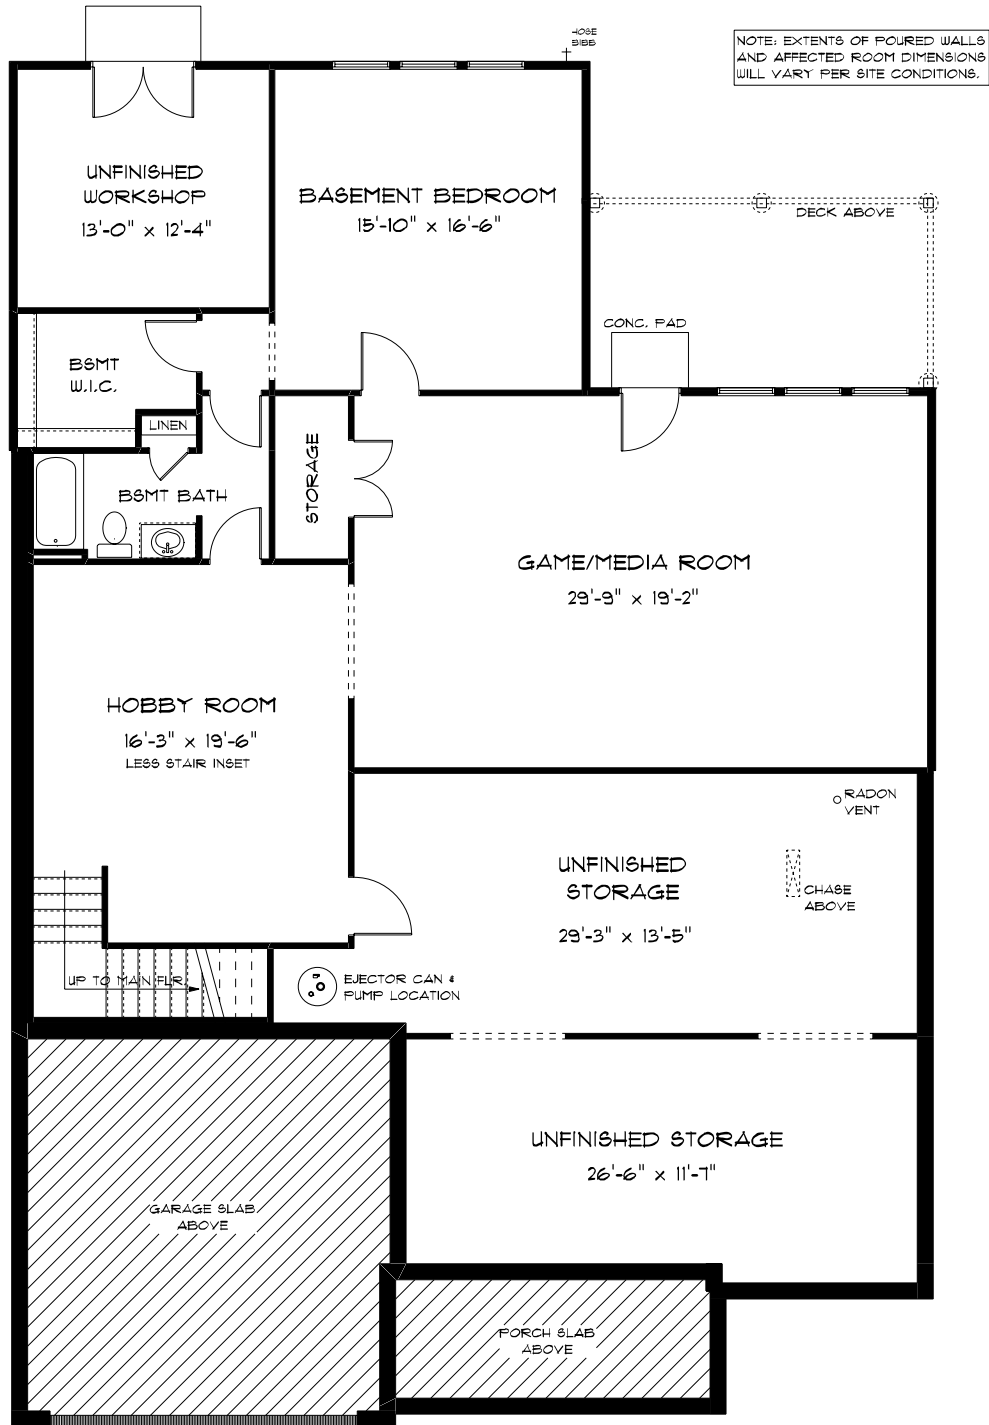 HOSE
BIBB
NOTE: EXTENTS OF POURED WALLS
AND AFFECTED ROOM DIMENSIONS
WILL VARY PER SITE CONDITIONS.
UNFINISHED
WORKSHOP
13'-0" x 12'-4"
BASEMENT BEDROOM
15'-10" x 16'-6"
DECK ABOVE
CONC. PAD
BSMT
W.I.C.
LINEN
STORAGE
BSMT BATH
GAME/MEDIA ROOM
29'-9" x 19'-2"
HOBBY ROOM
16'-3" x 19'-6"
LESS STAIR INSET
RADON
VENT
UNFINISHED
STORAGE
29'-3" x 13'-5"
CHASE
ABOVE
UP TO MAIN FLR.
EJECTOR CAN &
PUMP LOCATION
UNFINISHED STORAGE
26'-6" x 11'-7"
GARAGE SLAB
ABOVE
PORCH SLAB
ABOVE